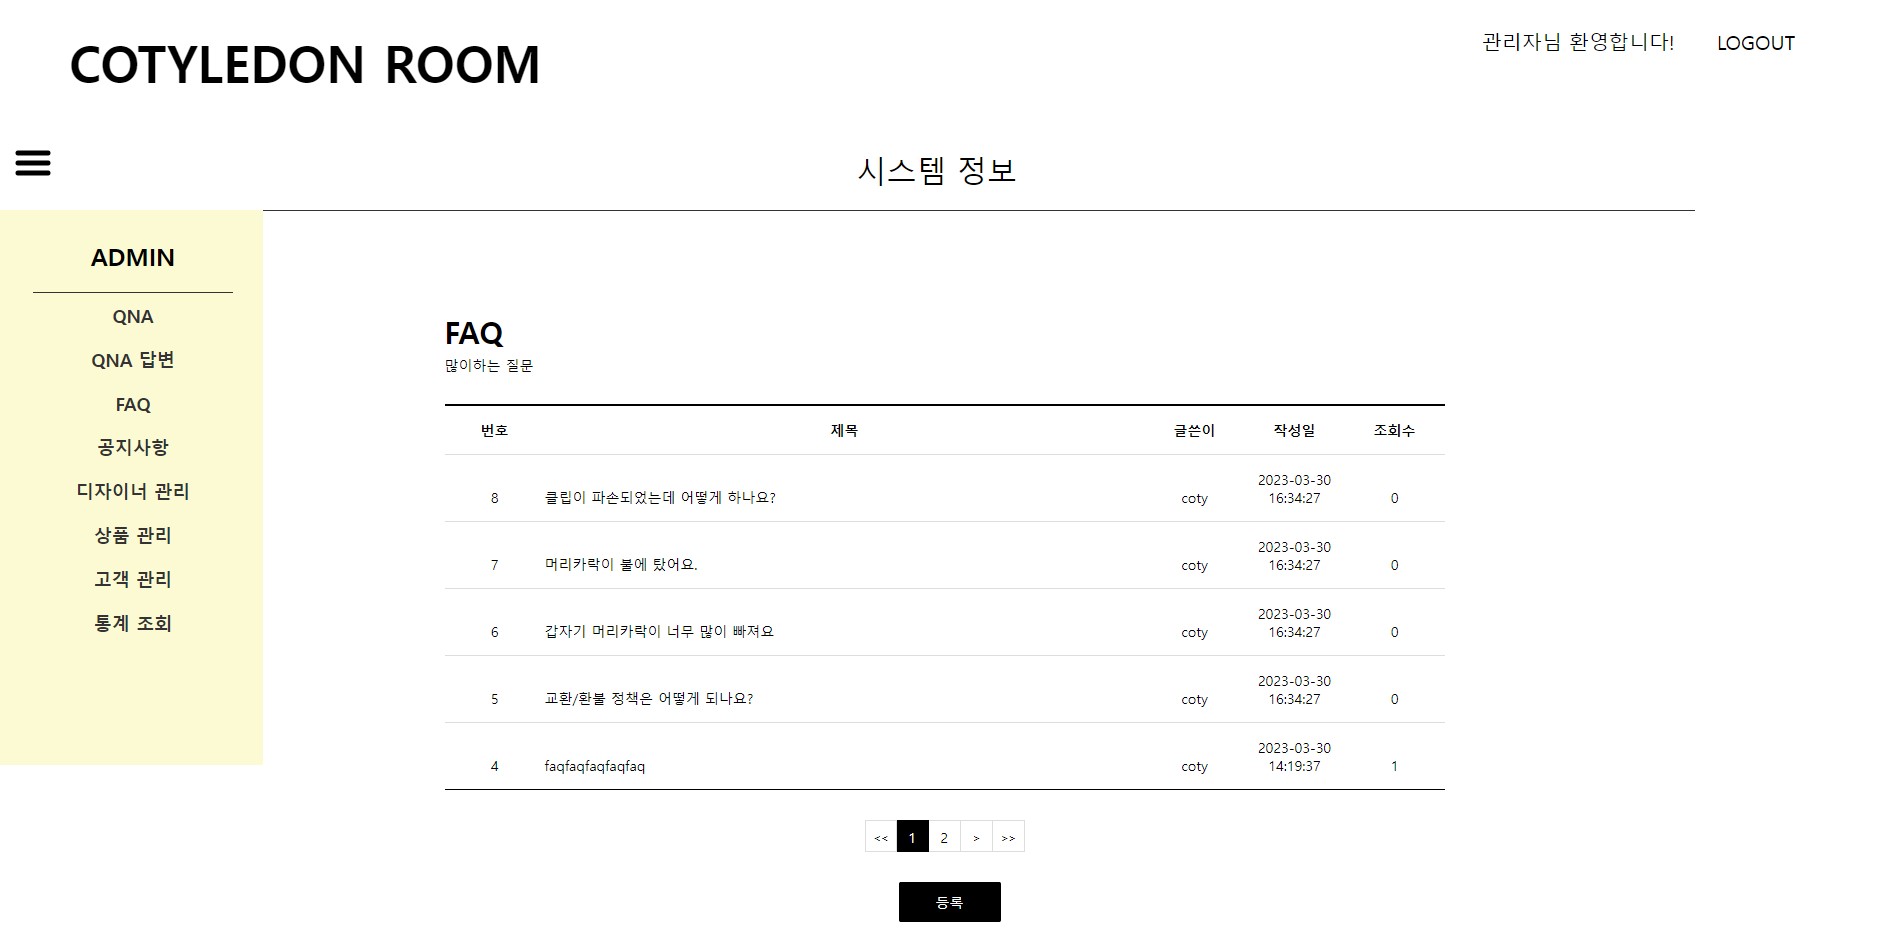 COTYLEDON ROOM
관리자님 환영합니다! LOGOUT
시스템 정보
ADMIN
QNA
QNA 답변
FAQ
공지사항
디자이너 관리
상품 관리
고객 관리
통계 조회
FAQ
많이하는 질문
번호 제목 글쓴이 작성일 조회수
8 클립이 파손되었는데 어떻게 하나요? coty 2023-03-30 16:34:27 0
7 머리카락이 불에 탔어요. coty 2023-03-30 16:34:27 0
6 갑자기 머리카락이 너무 많이 빠져요 coty 2023-03-30 16:34:27 0
5 교환/환불 정책은 어떻게 되나요? coty 2023-03-30 16:34:27 0
4 faqfaqfaqfaqfaq coty 2023-03-30 14:19:37 1
<< 1 2 > >>
등록